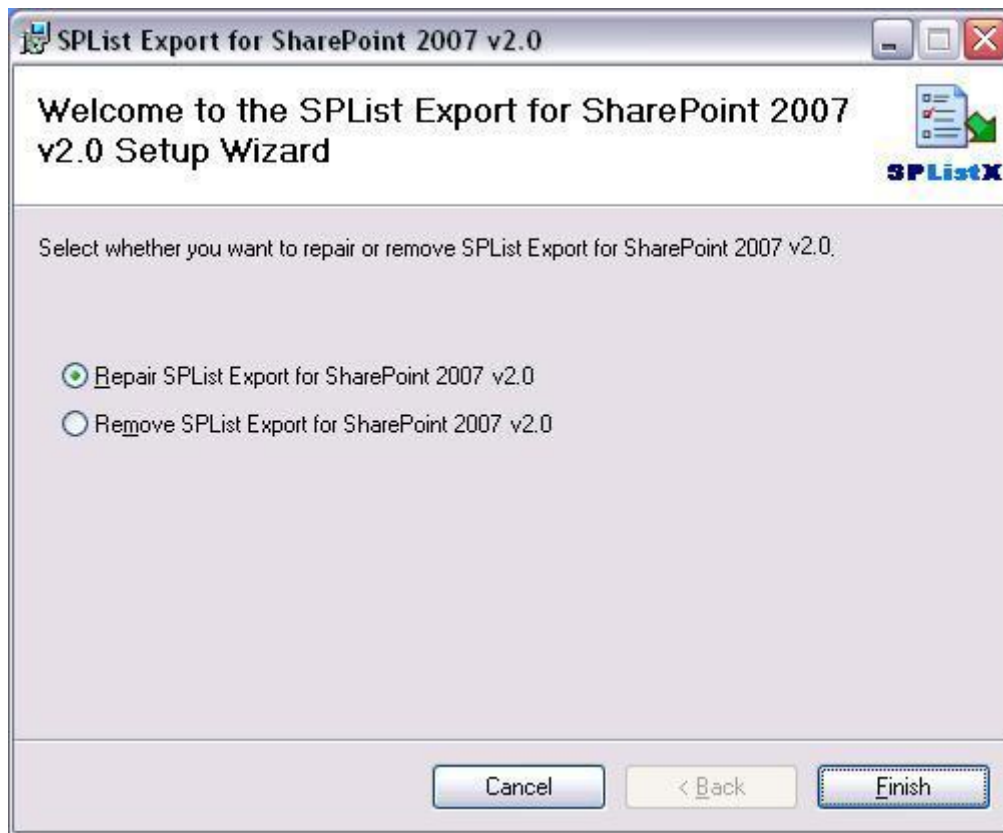 SPList Export for SharePoint 2007 v2.0
Welcome to the SPList Export for SharePoint 2007
v2.0 Setup Wizard
SPListX
Select whether you want to repair or remove SPList Export for SharePoint 2007 v2.0.
Repair SPList Export for SharePoint 2007 v2.0
Remove SPList Export for SharePoint 2007 v2.0
Cancel
< Back
Finish